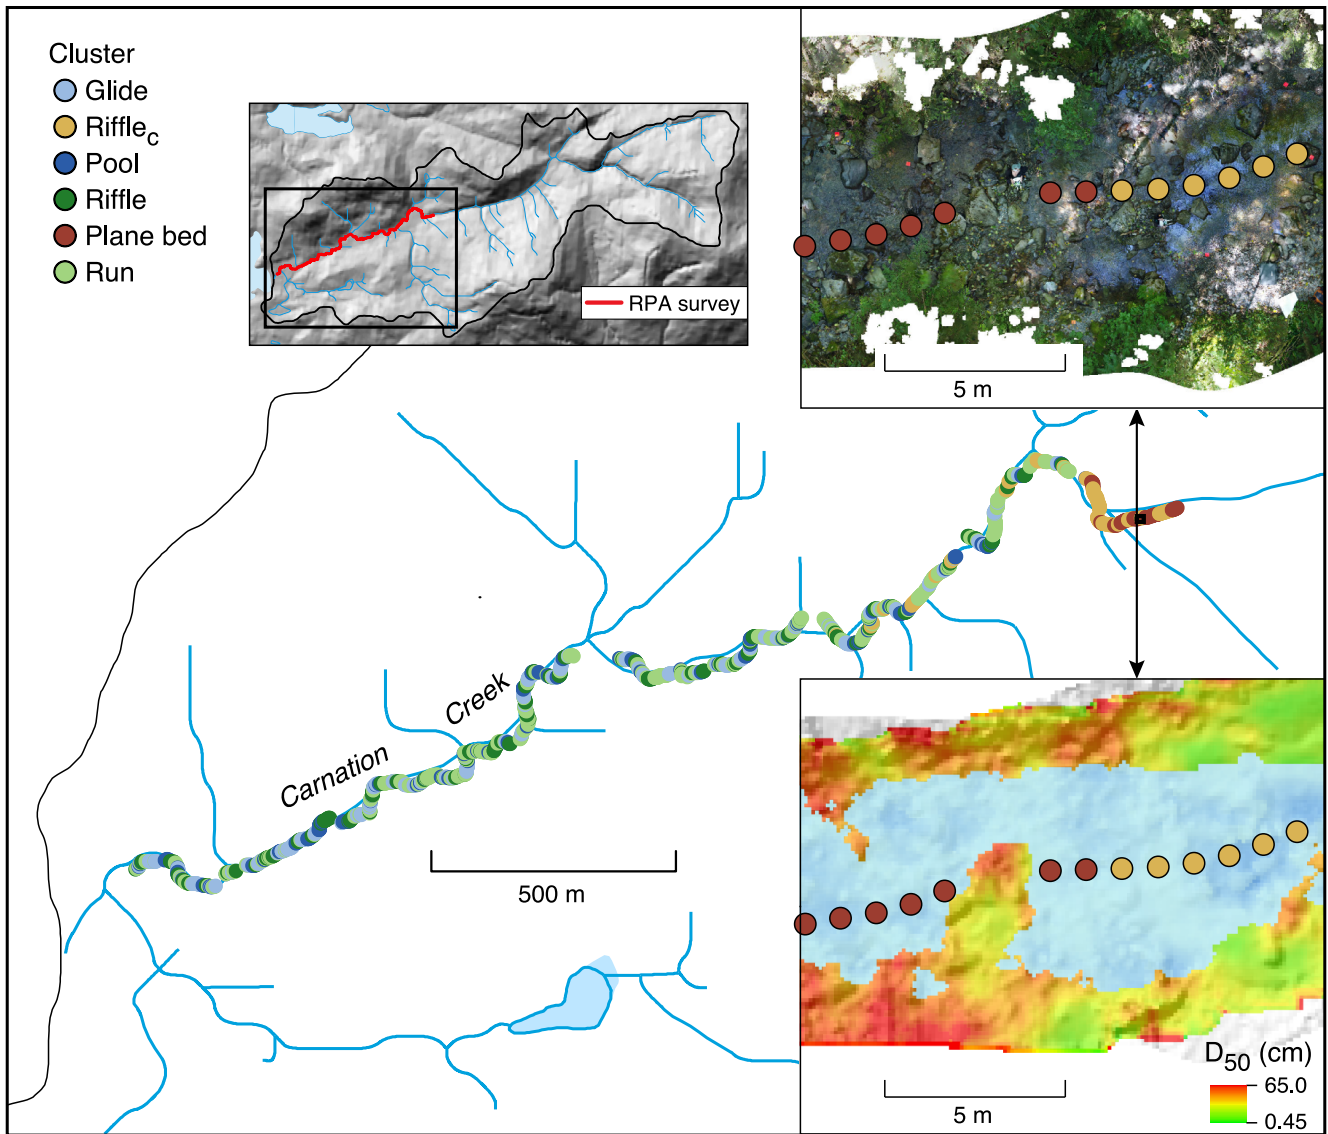 Cluster
Glide
Riffle_c
Pool
Riffle
Plane bed
Run
RPA survey
5 m
Creek
Carnation
500 m
D_50 (cm)
65.0
0.45
5 m